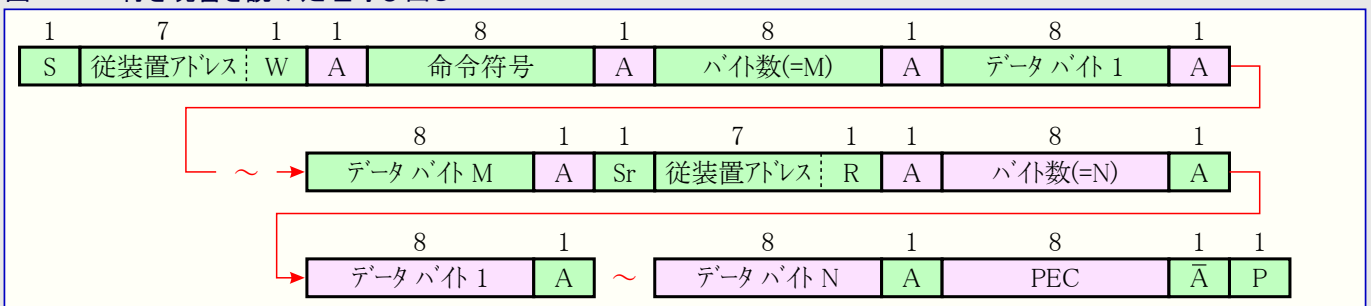 1 7 1 1 8 1 8 1 8 1
S 従装置アドレス W A 命令符号 A バイト数(=M) A データ バイト 1 A
8 1 1 7 1 1 8 1
~ データ バイト M A Sr 従装置アドレス R A バイト数(=N) A
8 1 8 1 8 1 1
データ バイト 1 A ~ データ バイト N A PEC A̅ P